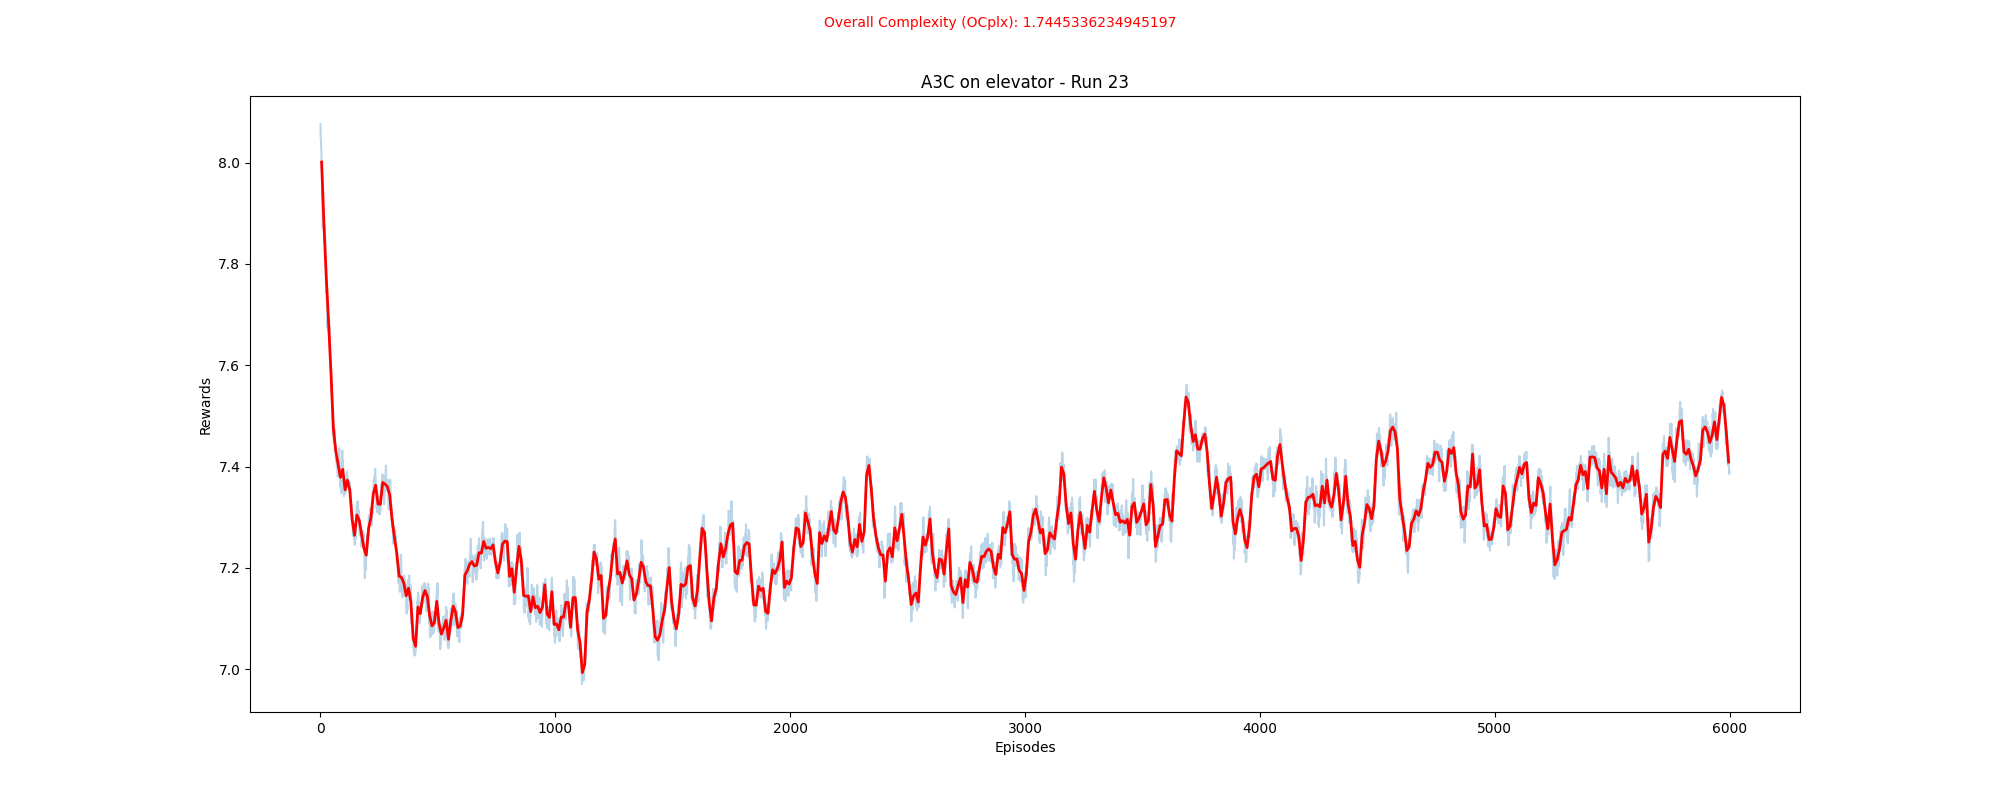 Overall Complexity (OCplx): 1.7445336234945197
A3C on elevator - Run 23
8.0
7.8
7.6
7.4
7.2
7.0
Rewards
0 1000 2000 3000 4000 5000 6000
Episodes